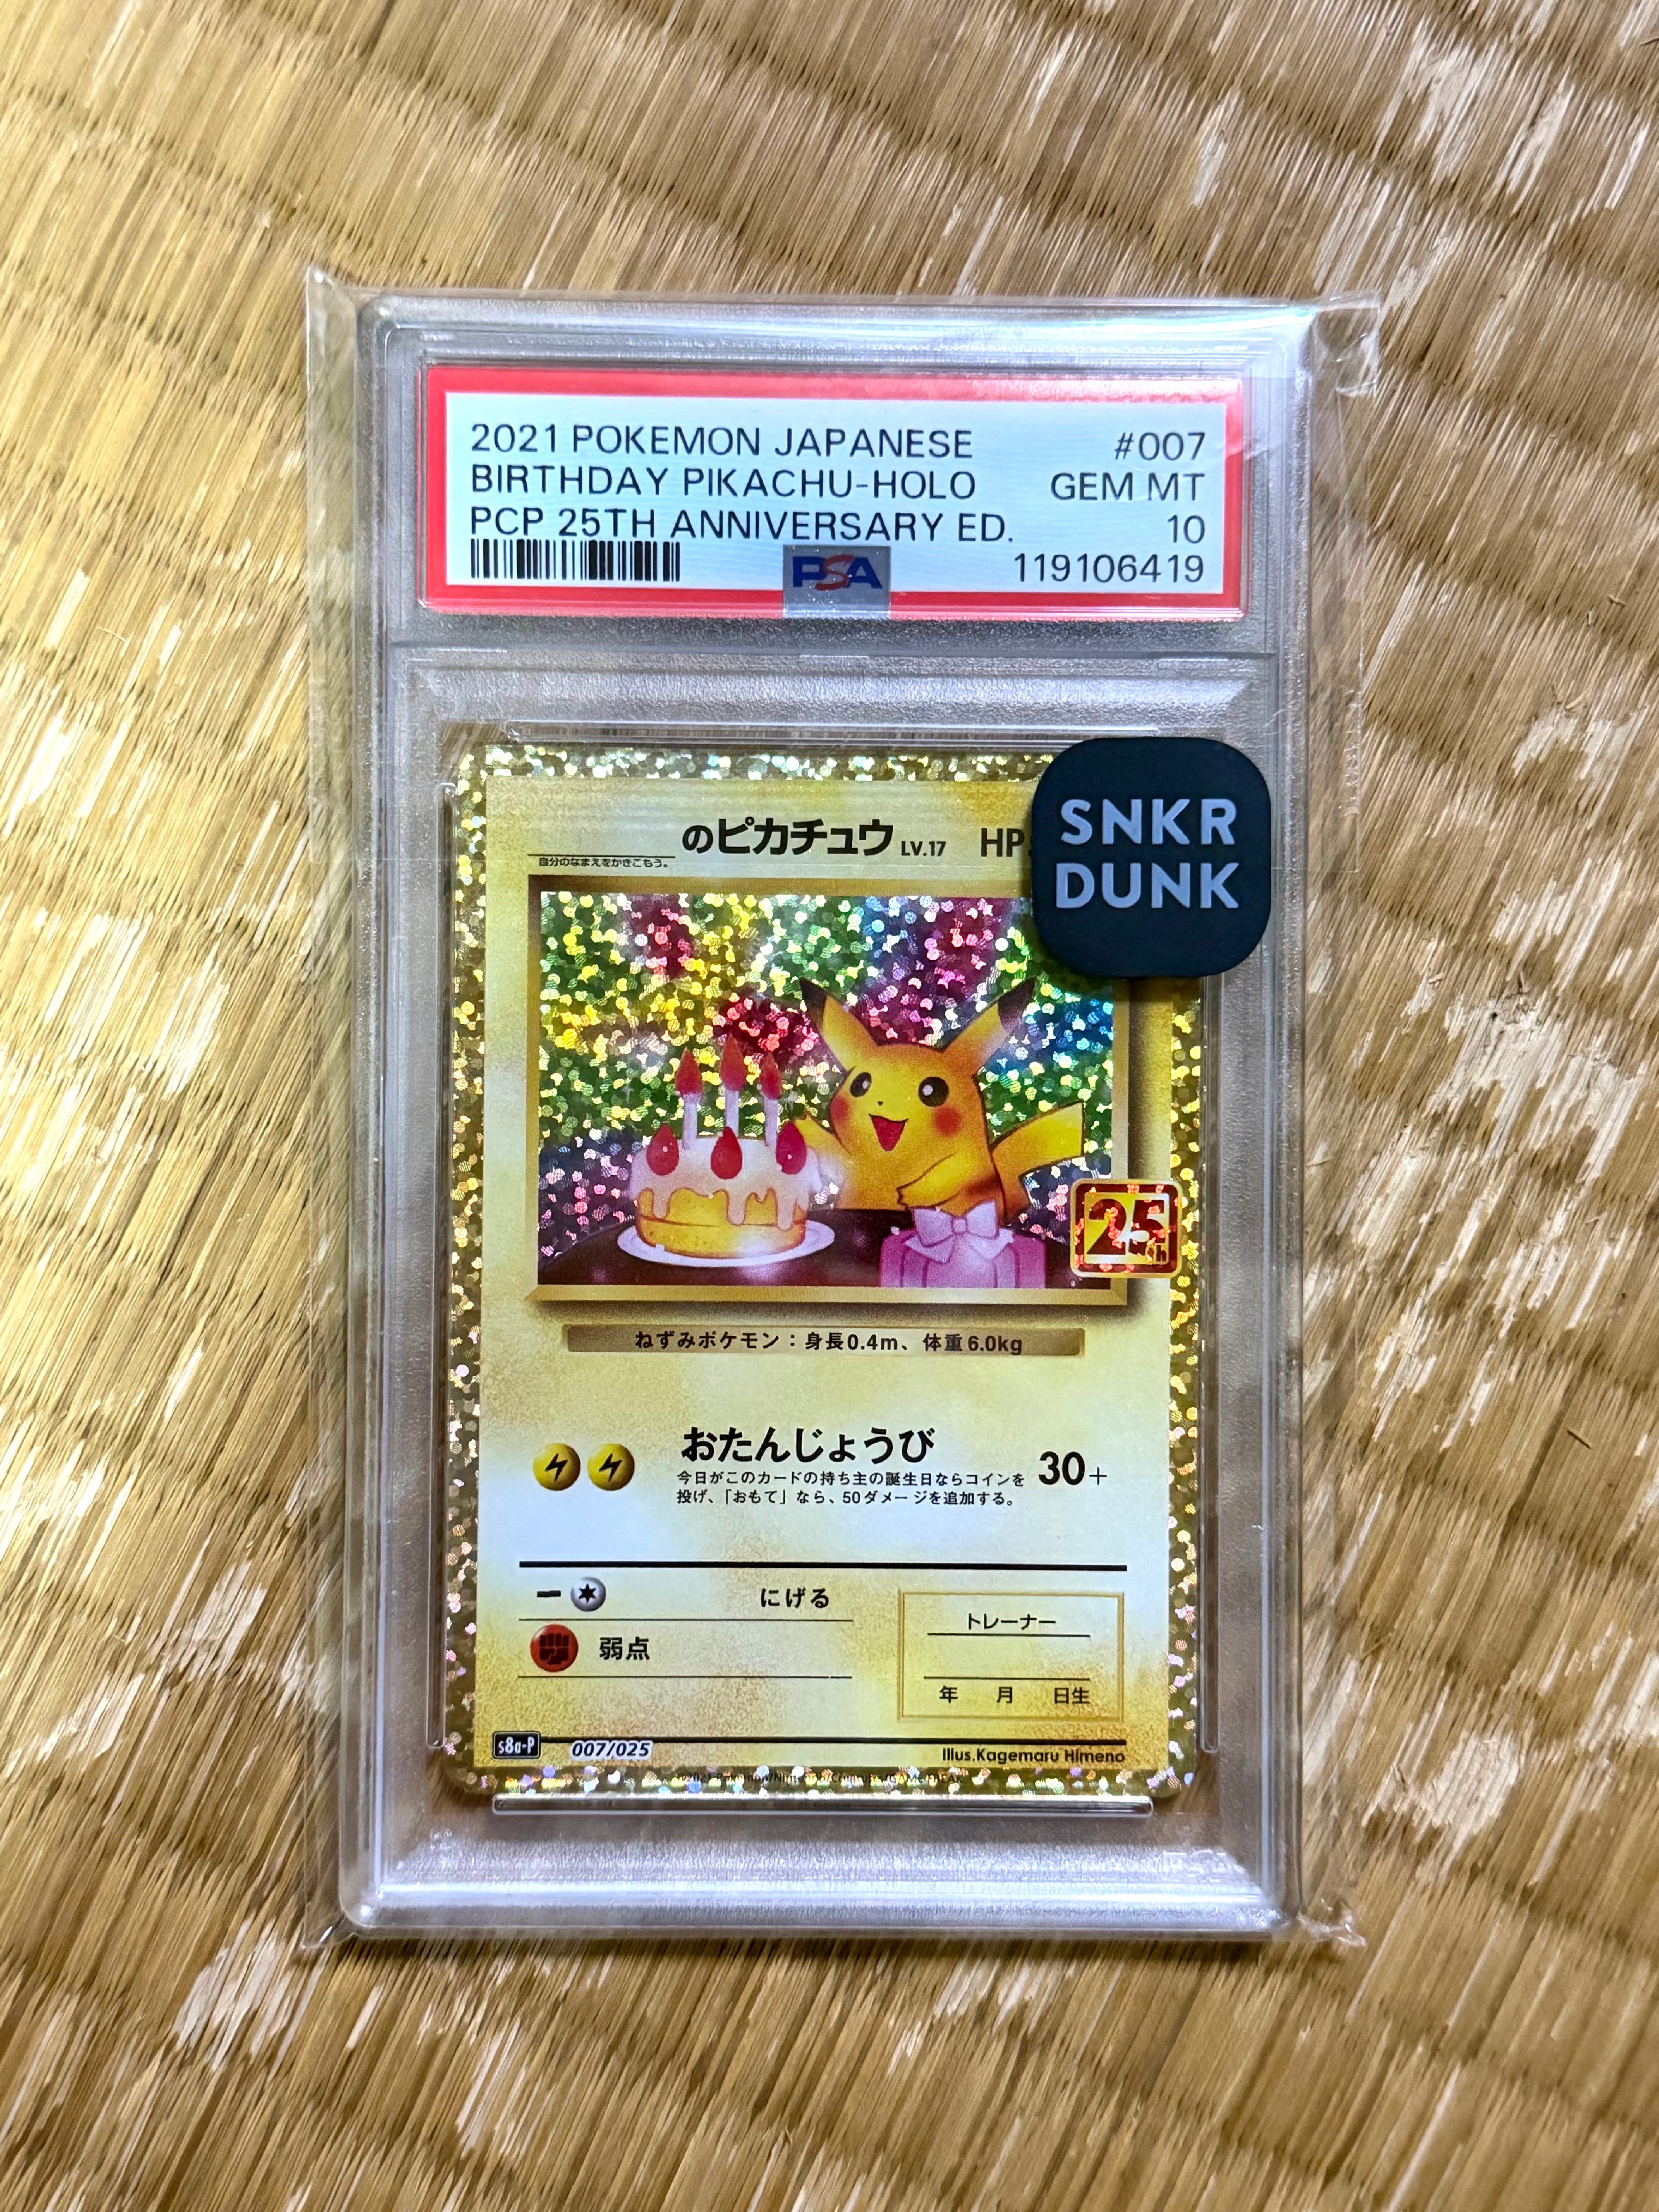 2021 POKEMON JAPANESE #007
BIRTHDAY PIKACHU-HOLO GEM MT
PCP 25TH ANNIVERSARY ED. 10
PSA 119106419
SNKR
DUNK
のピカチュウ LV.17 HP
自分のなまえをかきこもう。
25th
ねずみポケモン：身長0.4m、体重6.0kg
おたんじょうび 30+
今日がこのカードの持ち主の誕生日ならコインを
投げ、「おもて」なら、50ダメージを追加する。
にげる
弱点
トレーナー
年 月 日生
s8a-P 007/025 Illus.Kagemaru Himeno
©2021 Pokémon/Nintendo/Creatures/GAME FREAK